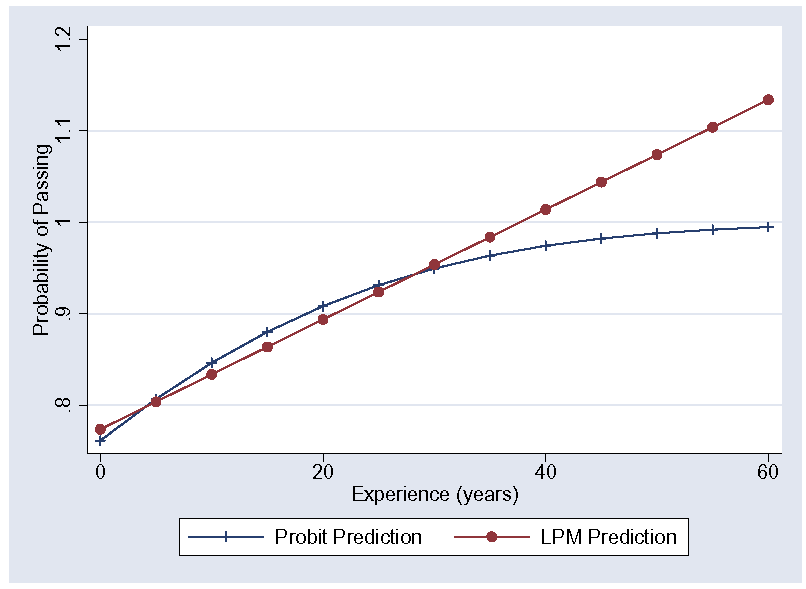 1.2
1.1
1
.9
.8
Probability of Passing
0 20 40 60
Experience (years)
Probit Prediction LPM Prediction